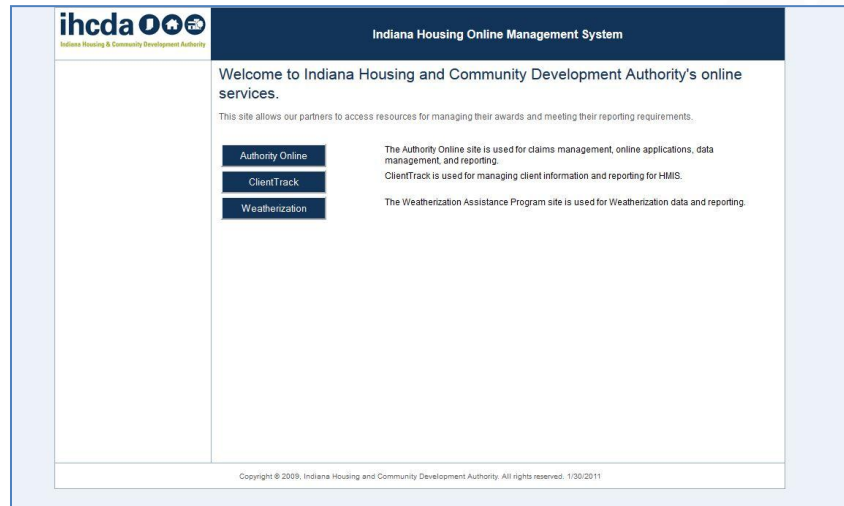 ihcda
Indiana Housing & Community Development Authority
Indiana Housing Online Management System
Welcome to Indiana Housing and Community Development Authority's online
services.
This site allows our partners to access resources for managing their awards and meeting their reporting requirements.
Authority Online
The Authority Online site is used for claims management, online applications, data
management, and reporting.
ClientTrack
ClientTrack is used for managing client information and reporting for HMIS.
Weatherization
The Weatherization Assistance Program site is used for Weatherization data and reporting.
Copyright © 2009, Indiana Housing and Community Development Authority. All rights reserved. 1/30/2011